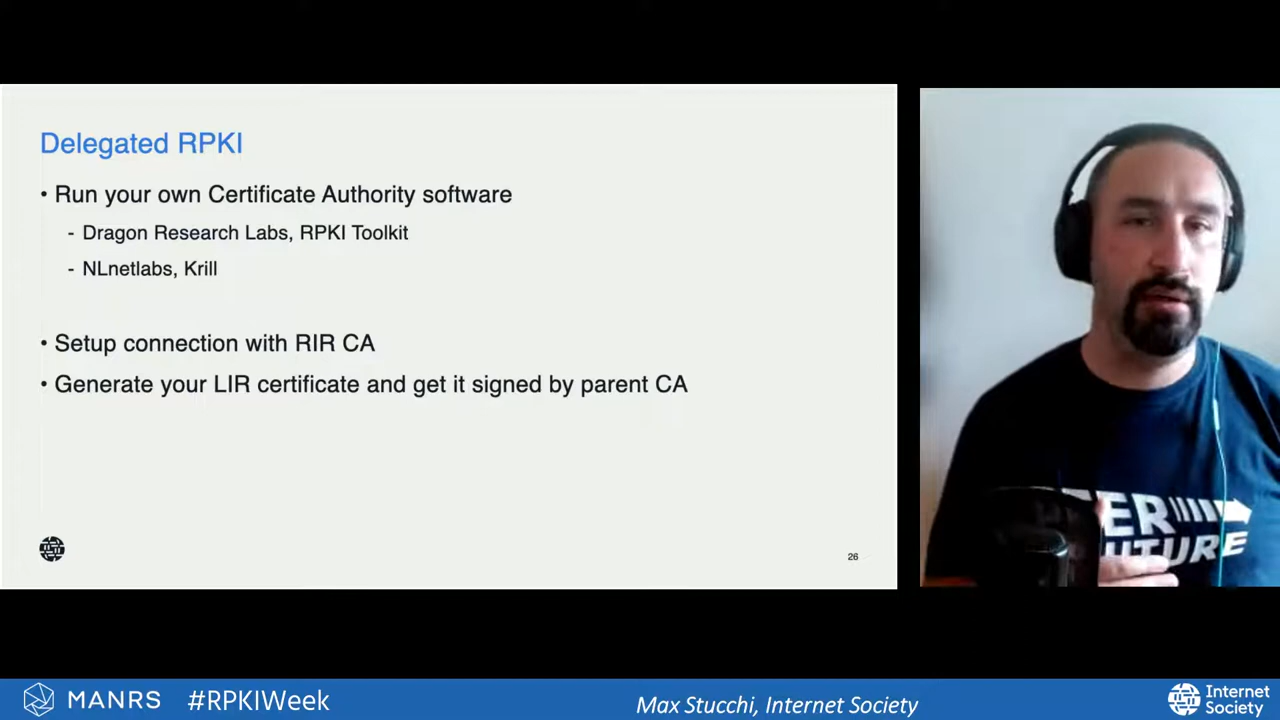 Delegated RPKI
• Run your own Certificate Authority software
- Dragon Research Labs, RPKI Toolkit
- NLnetlabs, Krill
• Setup connection with RIR CA
• Generate your LIR certificate and get it signed by parent CA
26
UTURE
MANRS #RPKIWeek
Max Stucchi, Internet Society
Internet
Society